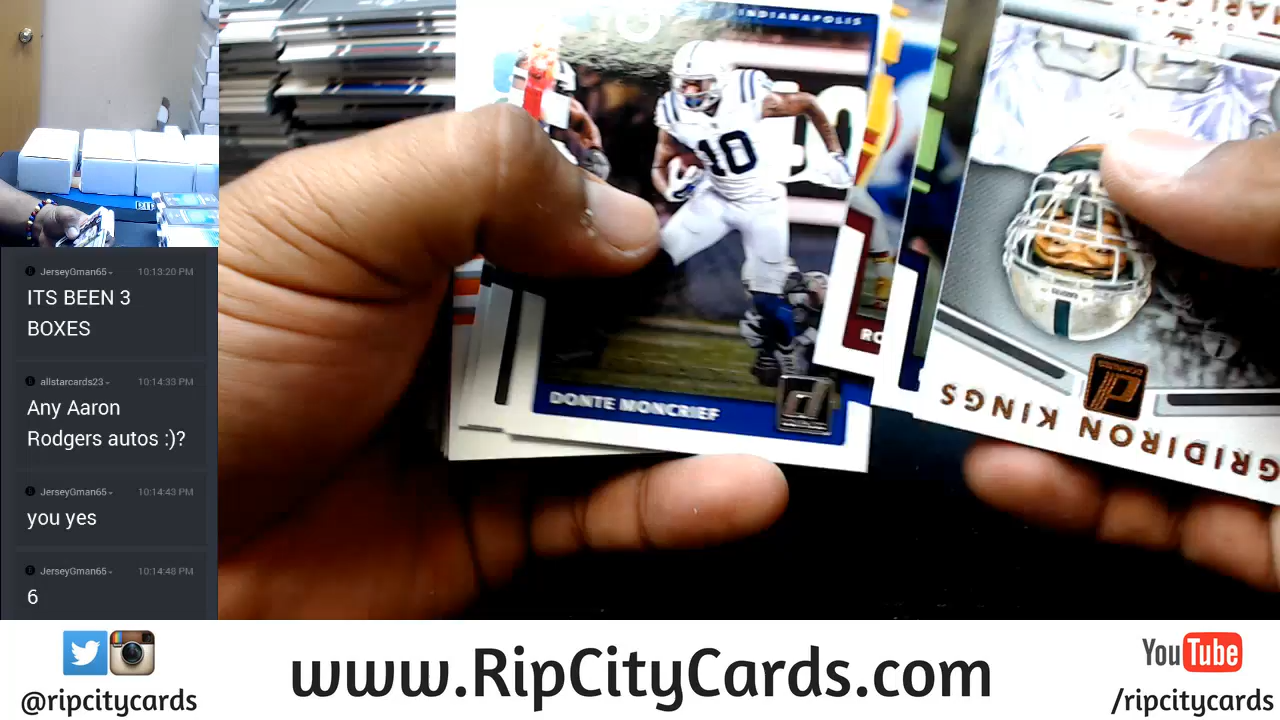 JerseyGman65 10:13:20 PM
ITS BEEN 3
BOXES
allstarcards23 10:14:33 PM
Any Aaron
Rodgers autos :)?
JerseyGman65 10:14:43 PM
you yes
JerseyGman65 10:14:48 PM
6
INDIANAPOLIS
10
DONTE MONCRIEF
RO
GRIDIRON KINGS
@ripcitycards
www.RipCityCards.com
YouTube
/ripcitycards